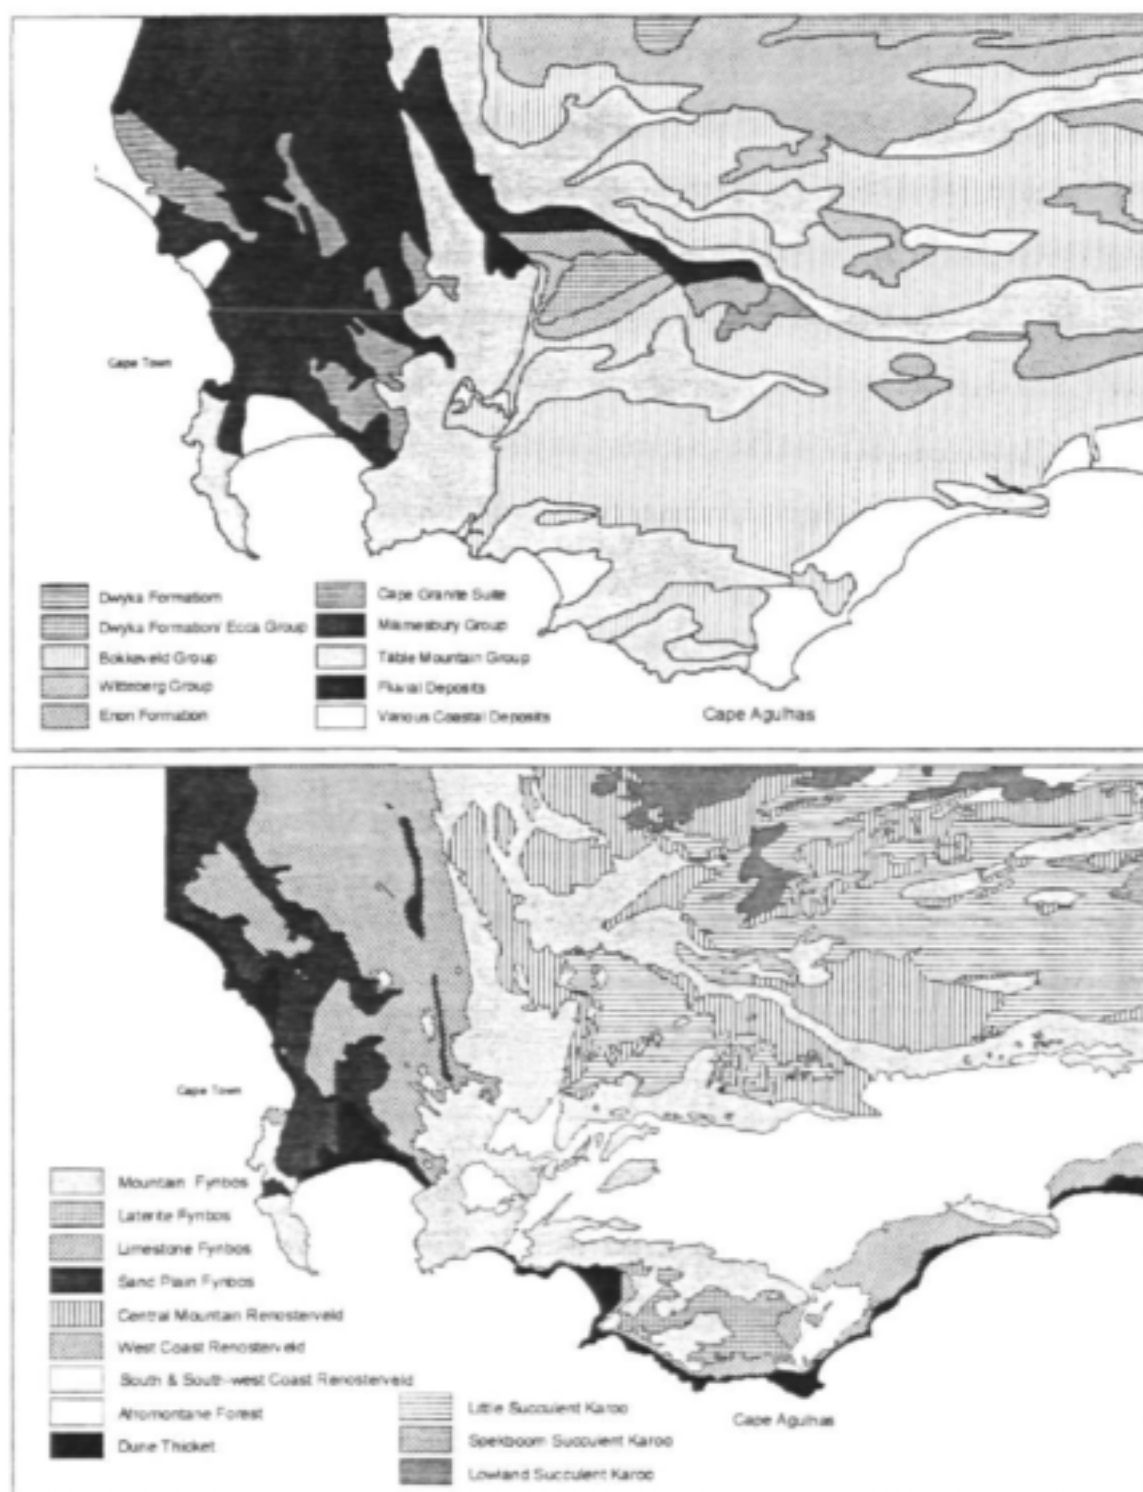 Cape Town
Dwyka Formation
Dwyka Formation/ Ecca Group
Bokkeveld Group
Witteberg Group
Enon Formation
Cape Granite Suite
Malmesbury Group
Table Mountain Group
Fluvial Deposits
Various Coastal Deposits
Cape Agulhas
Cape Town
Mountain Fynbos
Laterite Fynbos
Limestone Fynbos
Sand Plain Fynbos
Central Mountain Renosterveld
West Coast Renosterveld
South & South-west Coast Renosterveld
Afromontane Forest
Dune Thicket
Little Succulent Karoo
Spekboom Succulent Karoo
Lowland Succulent Karoo
Cape Agulhas